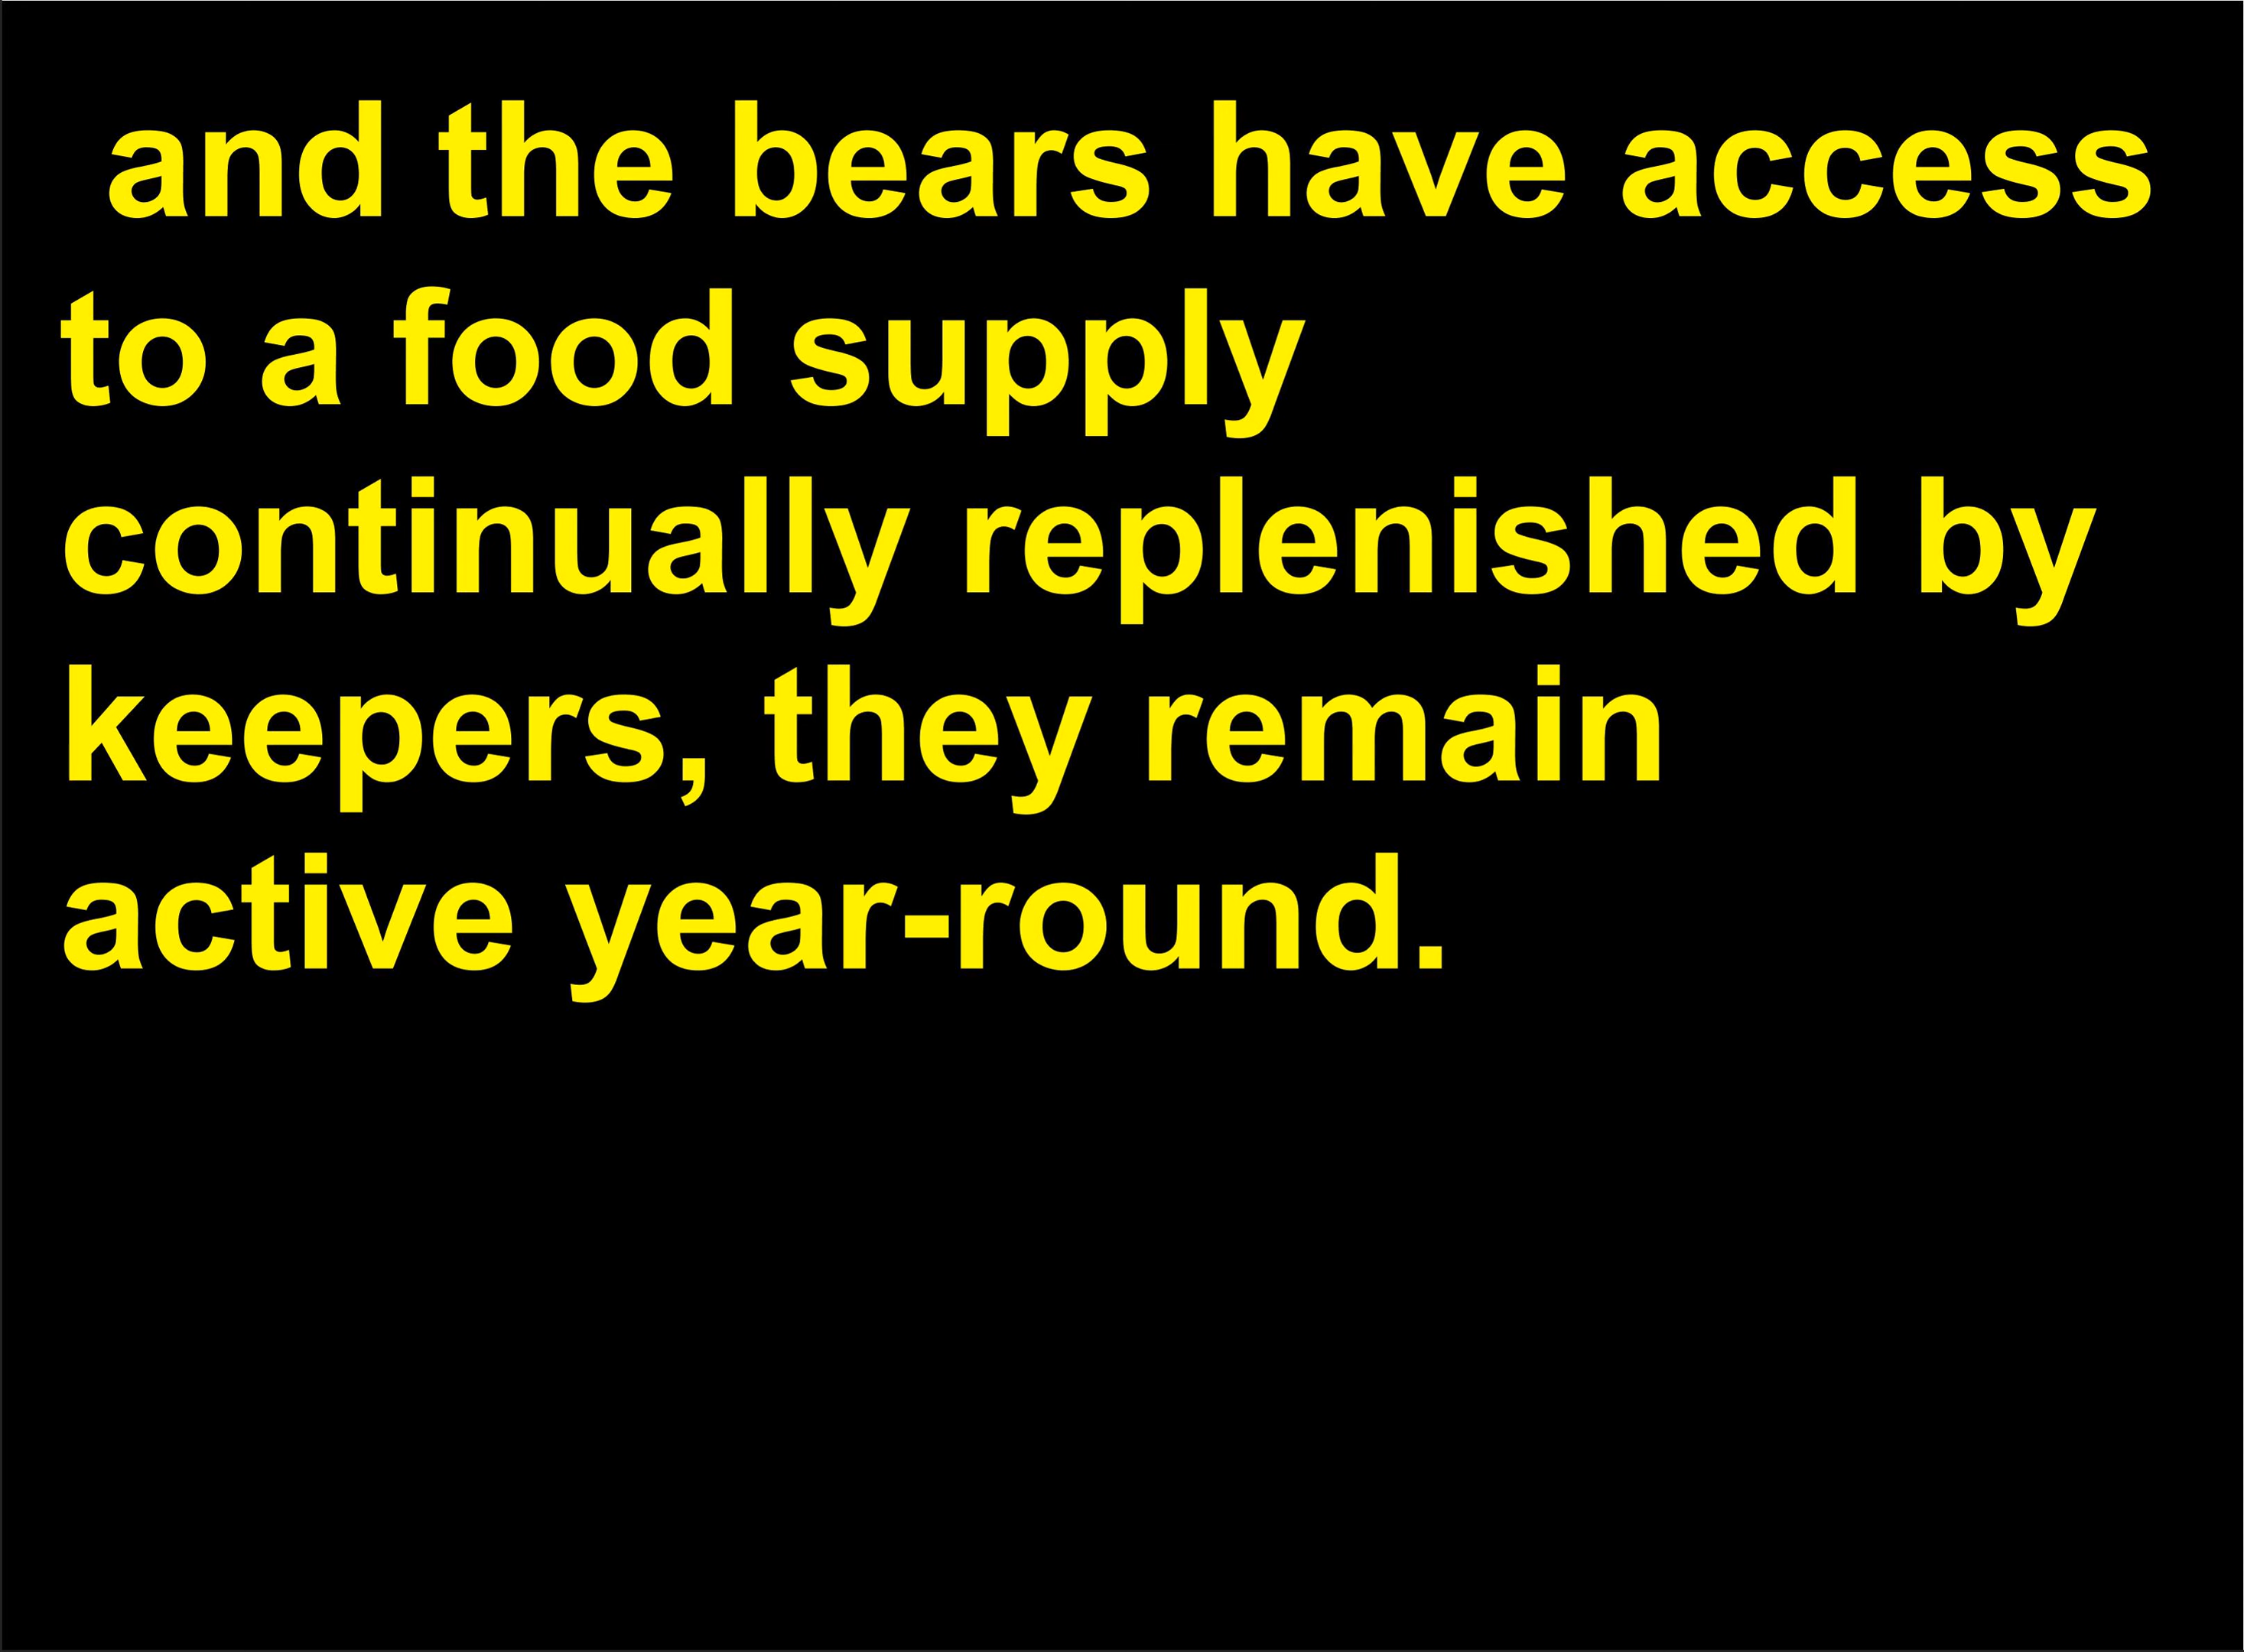 and the bears have access
to a food supply
continually replenished by
keepers, they remain
active year-round.